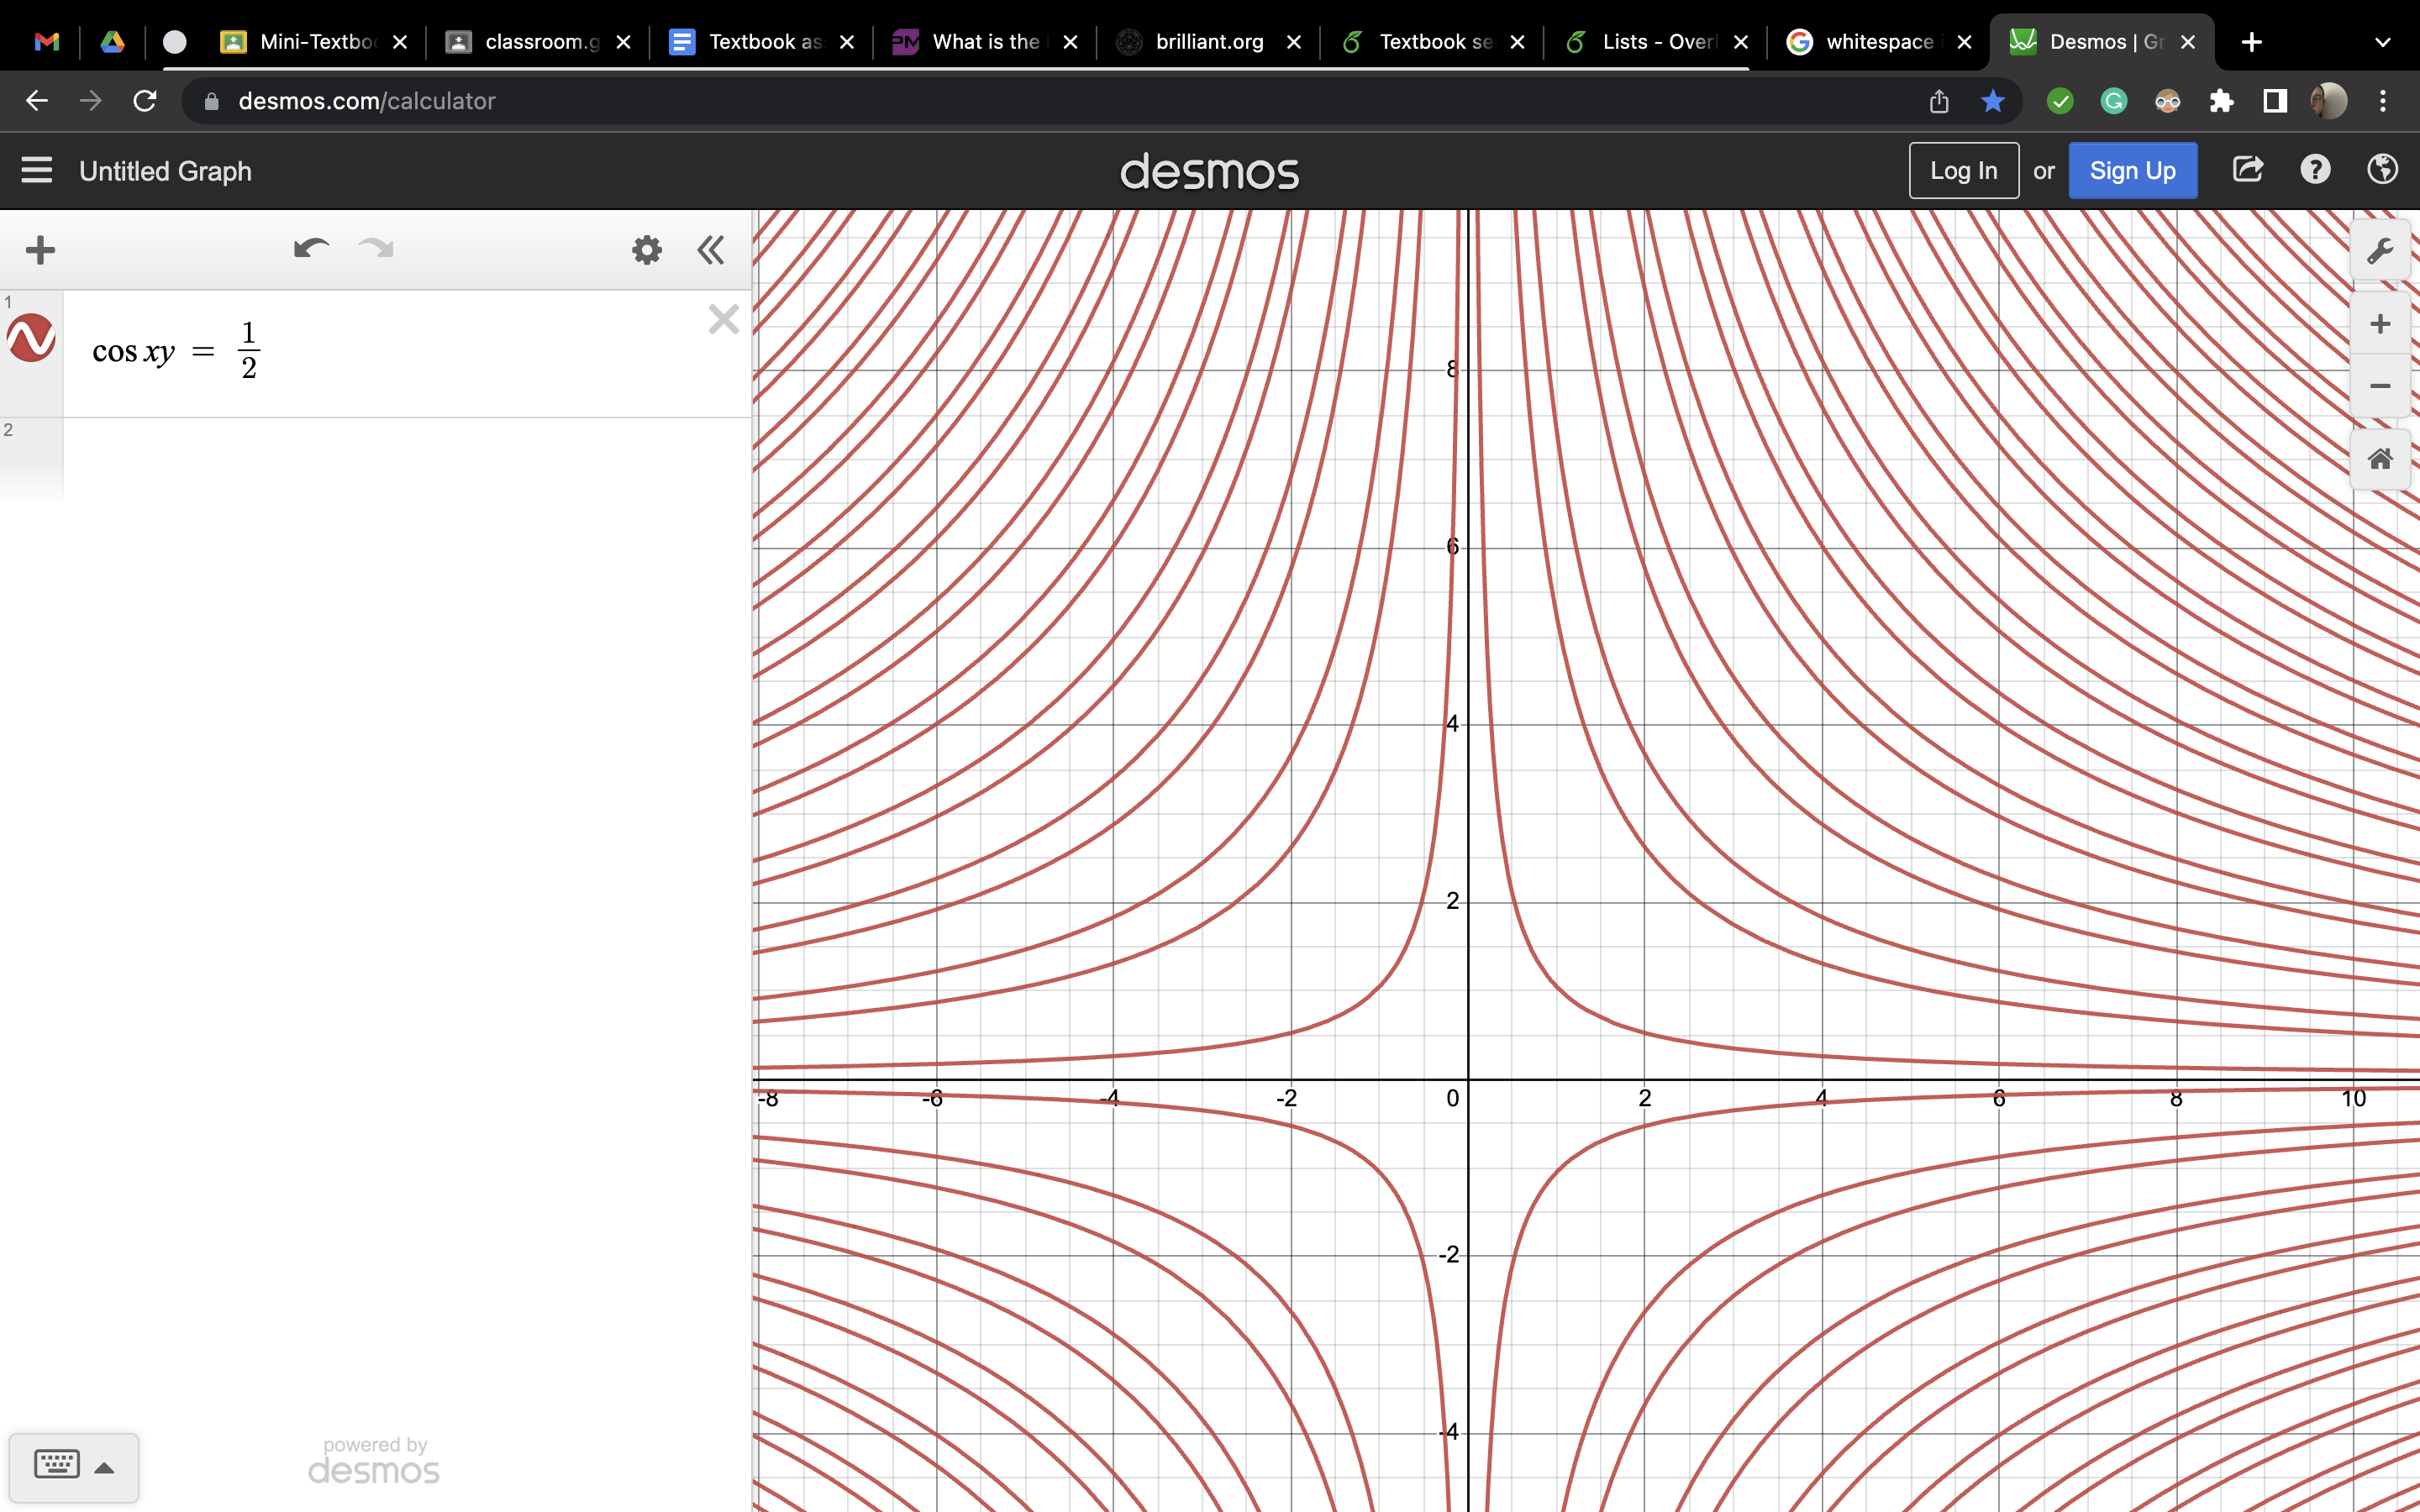 Mini-Textboo classroom.g Textbook as What is the brilliant.org Textbook se Lists - Overl whitespace Desmos | Gr
desmos.com/calculator
Untitled Graph desmos Log In or Sign Up
1
cos xy = 1/2
2
8
6
4
2
-8 -6 -4 -2 0 2 4 6 8 10
-2
-4
powered by
desmos